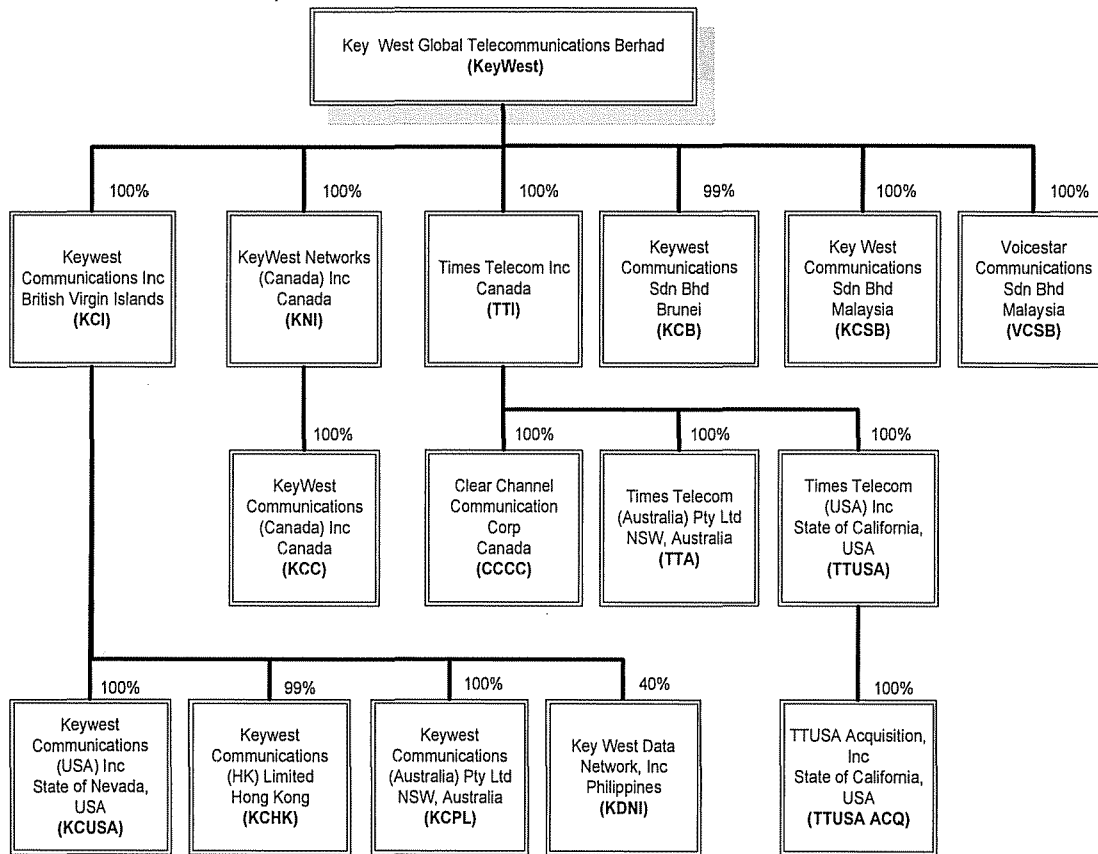 Key West Global Telecommunications Berhad
(KeyWest)
100%
100%
100%
99%
100%
100%
Keywest
Communications Inc
British Virgin Islands
(KCI)
KeyWest Networks
(Canada) Inc
Canada
(KNI)
Times Telecom Inc
Canada
(TTI)
Keywest
Communications
Sdn Bhd
Brunei
(KCB)
Key West
Communications
Sdn Bhd
Malaysia
(KCSB)
Voicestar
Communications
Sdn Bhd
Malaysia
(VCSB)
100%
100%
100%
100%
KeyWest
Communications
(Canada) Inc
Canada
(KCC)
Clear Channel
Communication
Corp
Canada
(CCCC)
Times Telecom
(Australia) Pty Ltd
NSW, Australia
(TTA)
Times Telecom
(USA) Inc
State of California,
USA
(TTUSA)
100%
99%
100%
40%
100%
Keywest
Communications
(USA) Inc
State of Nevada,
USA
(KCUSA)
Keywest
Communications
(HK) Limited
Hong Kong
(KCHK)
Keywest
Communications
(Australia) Pty Ltd
NSW, Australia
(KCPL)
Key West Data
Network, Inc
Philippines
(KDNI)
TTUSA Acquisition,
Inc
State of California,
USA
(TTUSA ACQ)